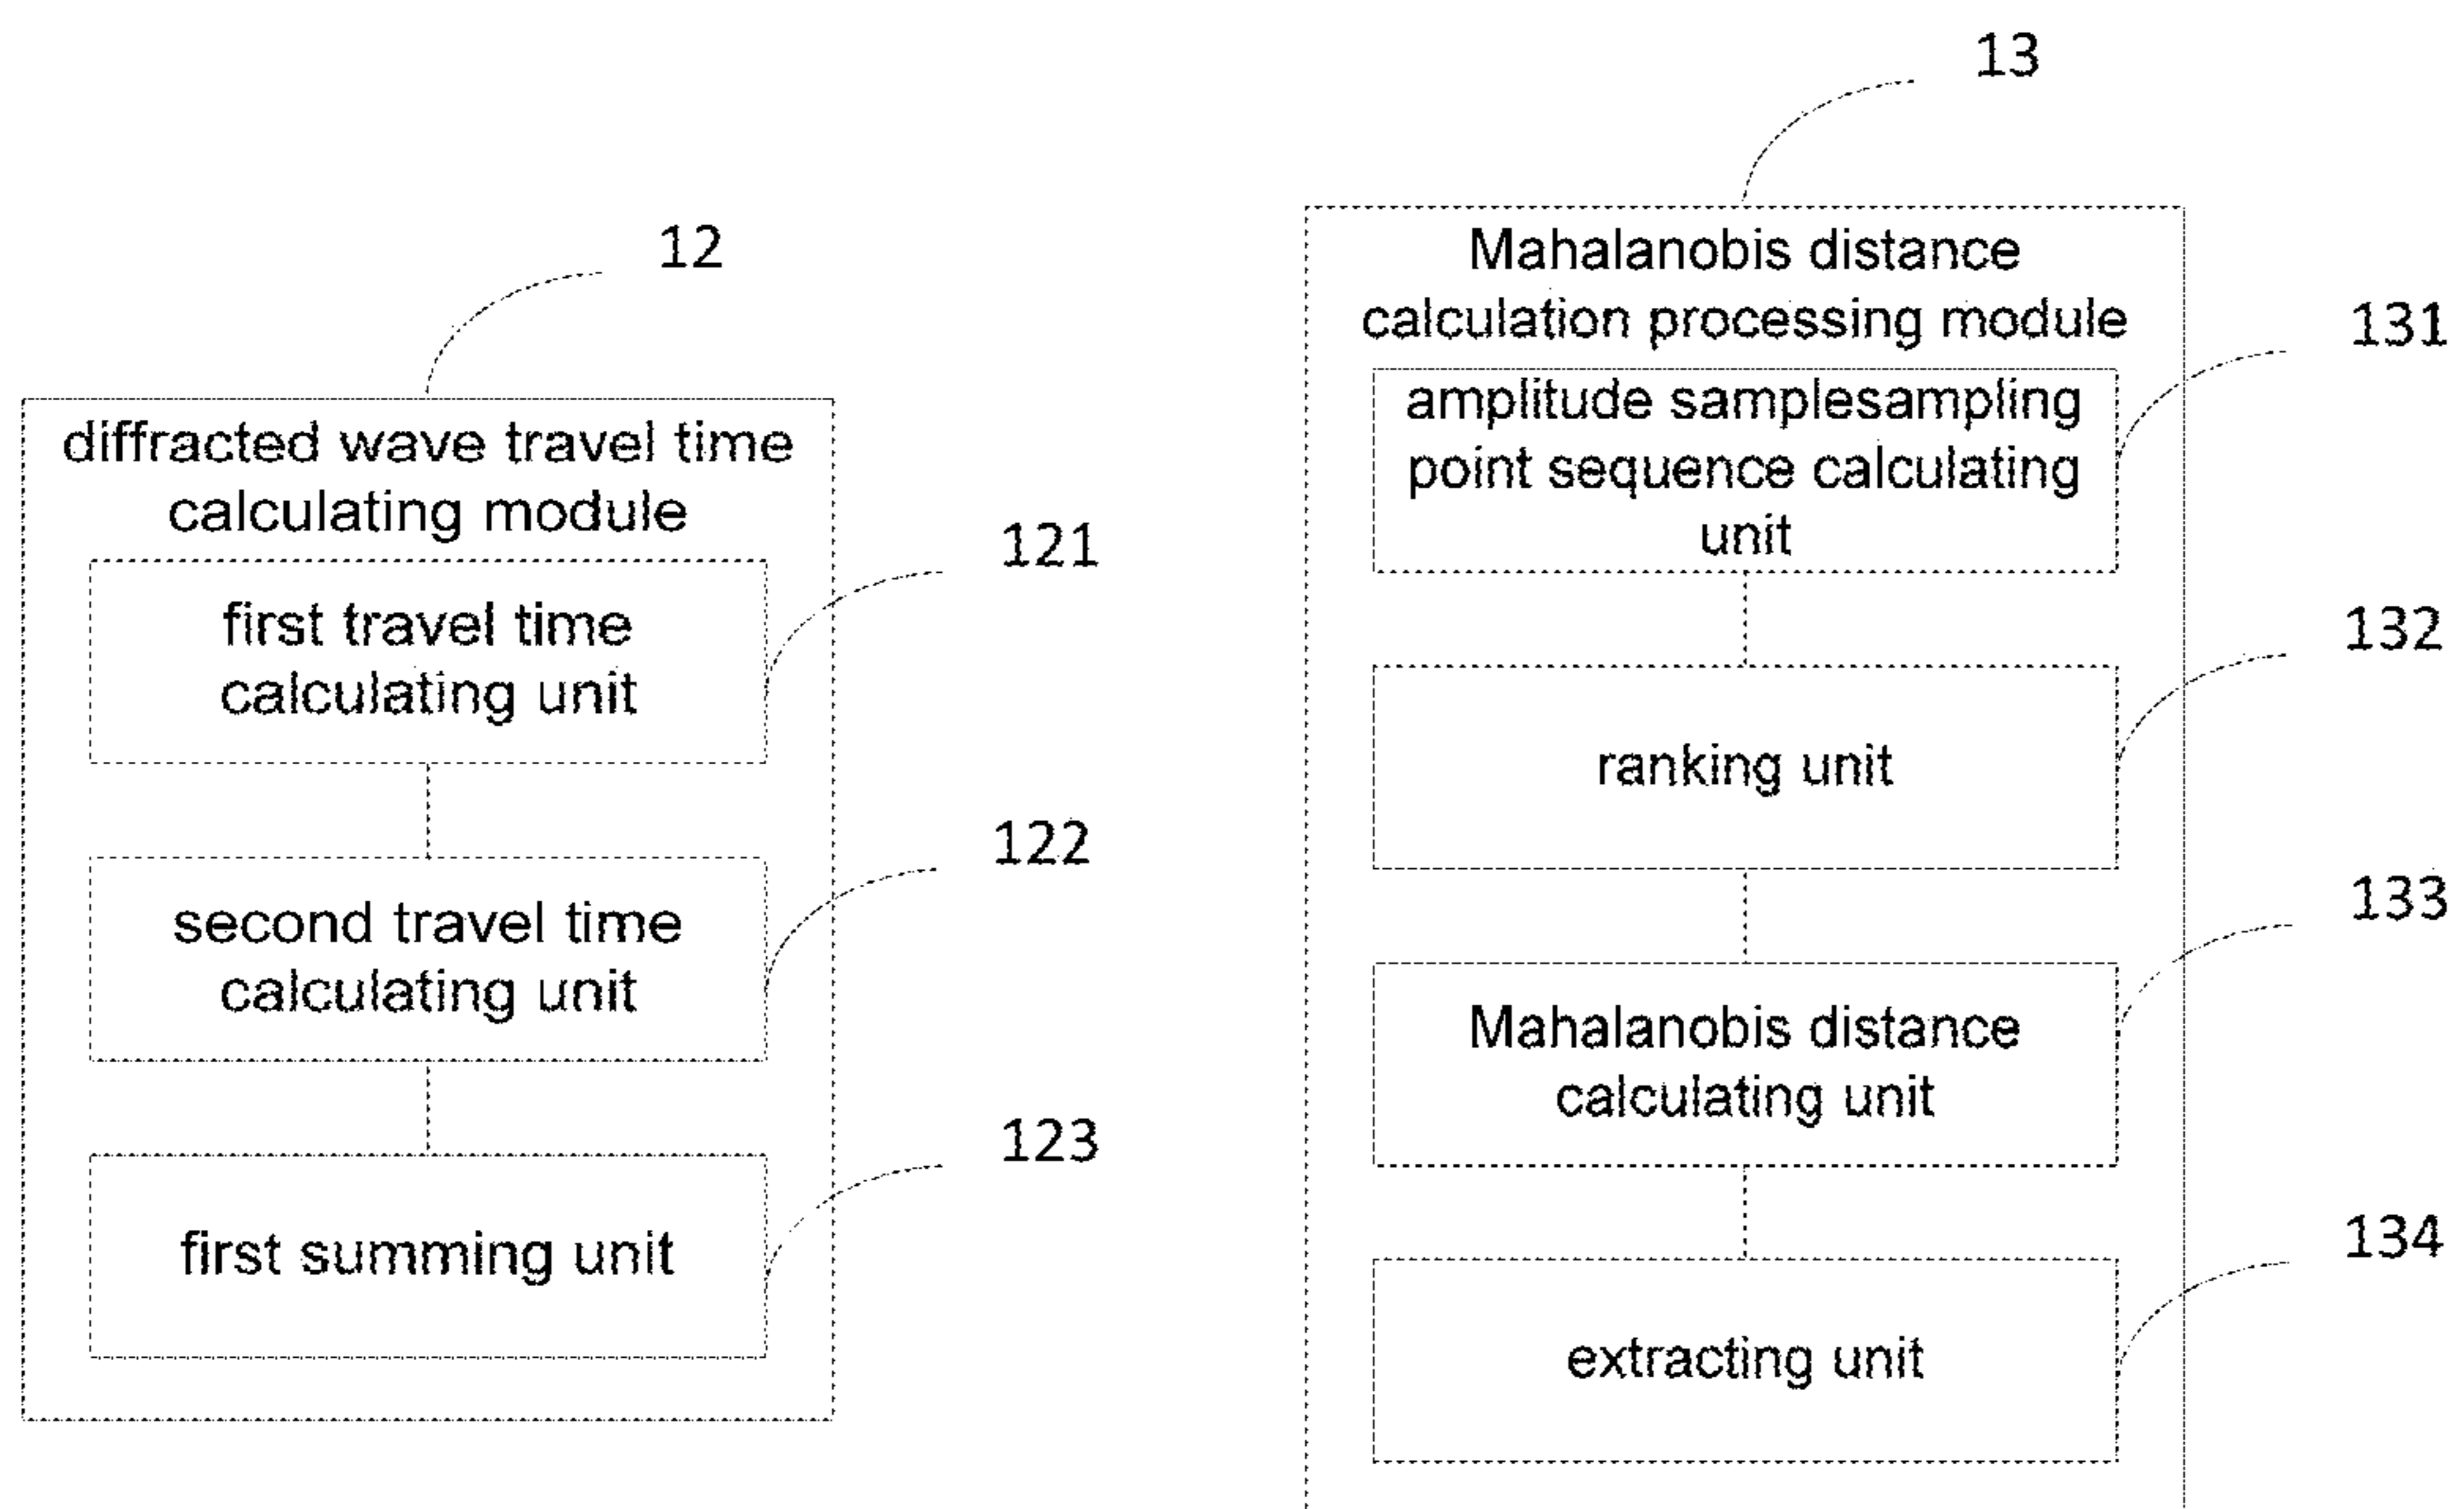 12
diffracted wave travel time
calculating module
121
first travel time
calculating unit
122
second travel time
calculating unit
123
first summing unit
13
Mahalanobis distance
calculation processing module
131
amplitude samplesampling
point sequence calculating
unit
132
ranking unit
133
Mahalanobis distance
calculating unit
134
extracting unit